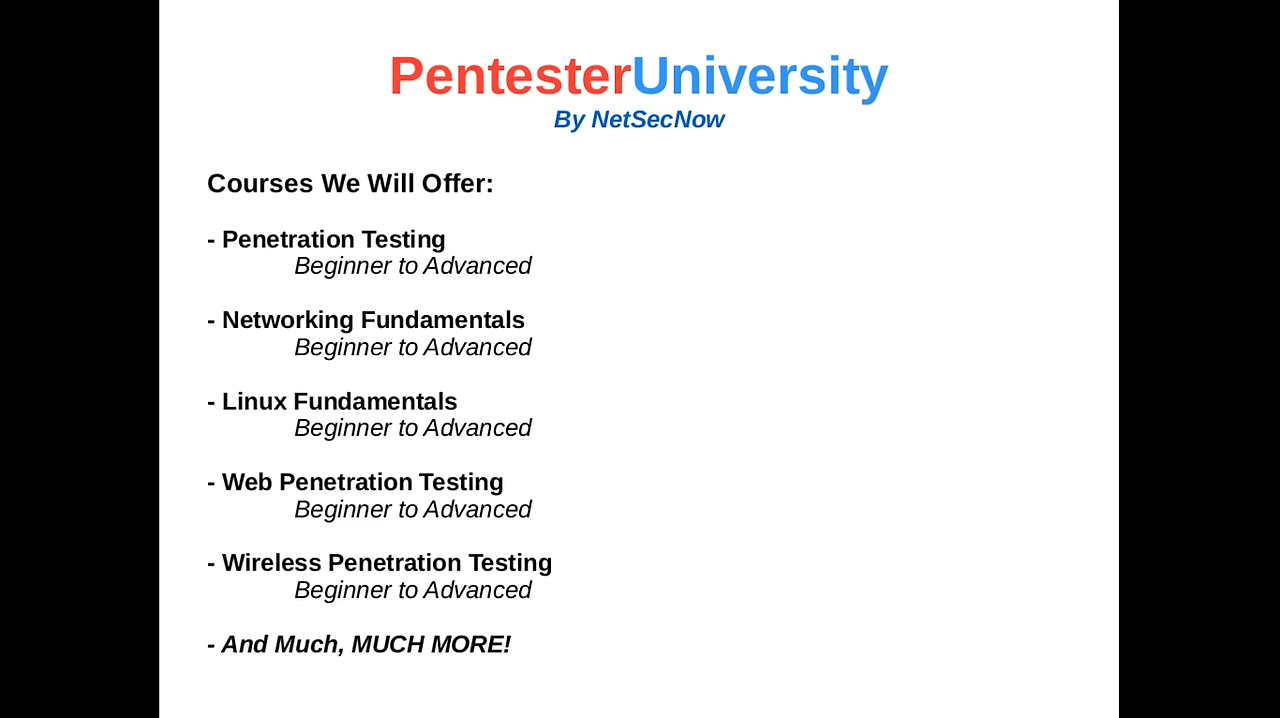 PentesterUniversity
By NetSecNow
Courses We Will Offer:
- Penetration Testing
Beginner to Advanced
- Networking Fundamentals
Beginner to Advanced
- Linux Fundamentals
Beginner to Advanced
- Web Penetration Testing
Beginner to Advanced
- Wireless Penetration Testing
Beginner to Advanced
- And Much, MUCH MORE!